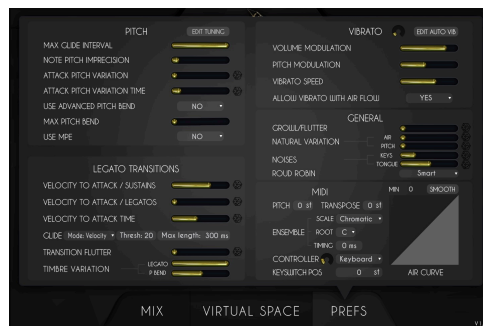 PITCH
EDIT TUNING
MAX GLIDE INTERVAL
NOTE PITCH IMPRECISION
ATTACK PITCH VARIATION
ATTACK PITCH VARIATION TIME
USE ADVANCED PITCH BEND NO
MAX PITCH BEND
USE MPE NO
LEGATO TRANSITIONS
VELOCITY TO ATTACK / SUSTAINS
VELOCITY TO ATTACK / LEGATOS
VELOCITY TO ATTACK TIME
GLIDE Mode: Velocity Thresh: 20 Max length: 300 ms
TRANSITION FLUTTER
TIMBRE VARIATION LEGATO
P BEND
VIBRATO
EDIT AUTO VIB
VOLUME MODULATION
PITCH MODULATION
VIBRATO SPEED
ALLOW VIBRATO WITH AIR FLOW YES
GENERAL
GROWL/FLUTTER
NATURAL VARIATION AIR
PITCH
NOISES KEYS
TONGUE
ROUD ROBIN Smart
MIDI
PITCH 0 st TRANSPOSE 0 st
SCALE Chromatic
ENSEMBLE ROOT C
TIMING 0 ms
CONTROLLER Keyboard
KEYSWITCH POS 0 st
MIN 0 SMOOTH
AIR CURVE
MIX VIRTUAL SPACE PREFS